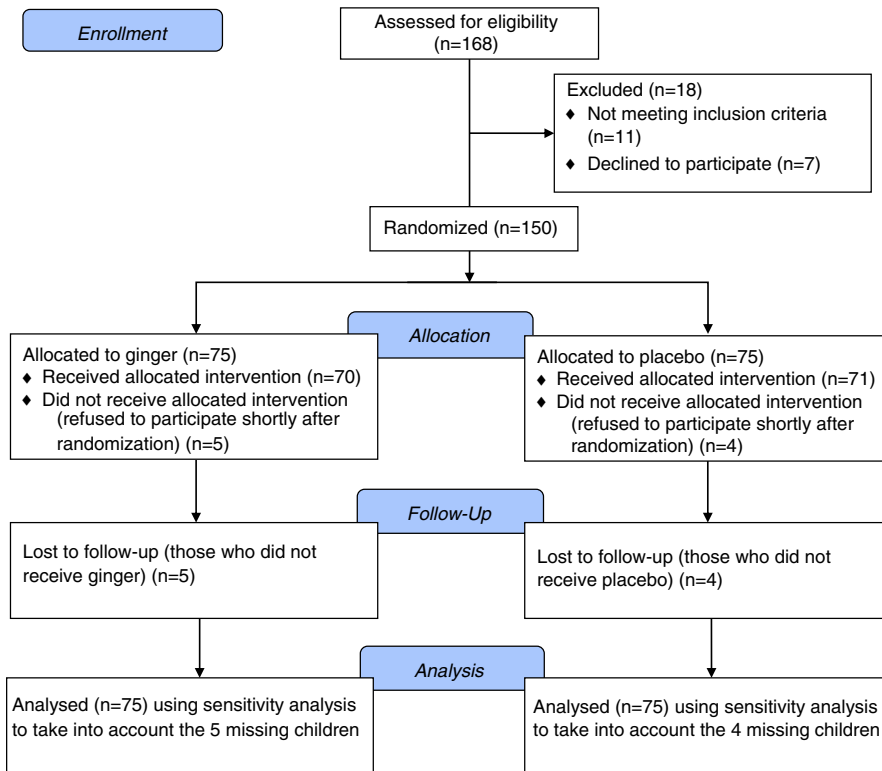 Enrollment
Assessed for eligibility
(n=168)
Excluded (n=18)
♦ Not meeting inclusion criteria
(n=11)
♦ Declined to participate (n=7)
Randomized (n=150)
Allocation
Allocated to ginger (n=75)
♦ Received allocated intervention (n=70)
♦ Did not receive allocated intervention
(refused to participate shortly after
randomization) (n=5)
Allocated to placebo (n=75)
♦ Received allocated intervention (n=71)
♦ Did not receive allocated intervention
(refused to participate shortly after
randomization) (n=4)
Follow-Up
Lost to follow-up (those who did not
receive ginger) (n=5)
Lost to follow-up (those who did not
receive placebo) (n=4)
Analysis
Analysed (n=75) using sensitivity analysis
to take into account the 5 missing children
Analysed (n=75) using sensitivity analysis
to take into account the 4 missing children